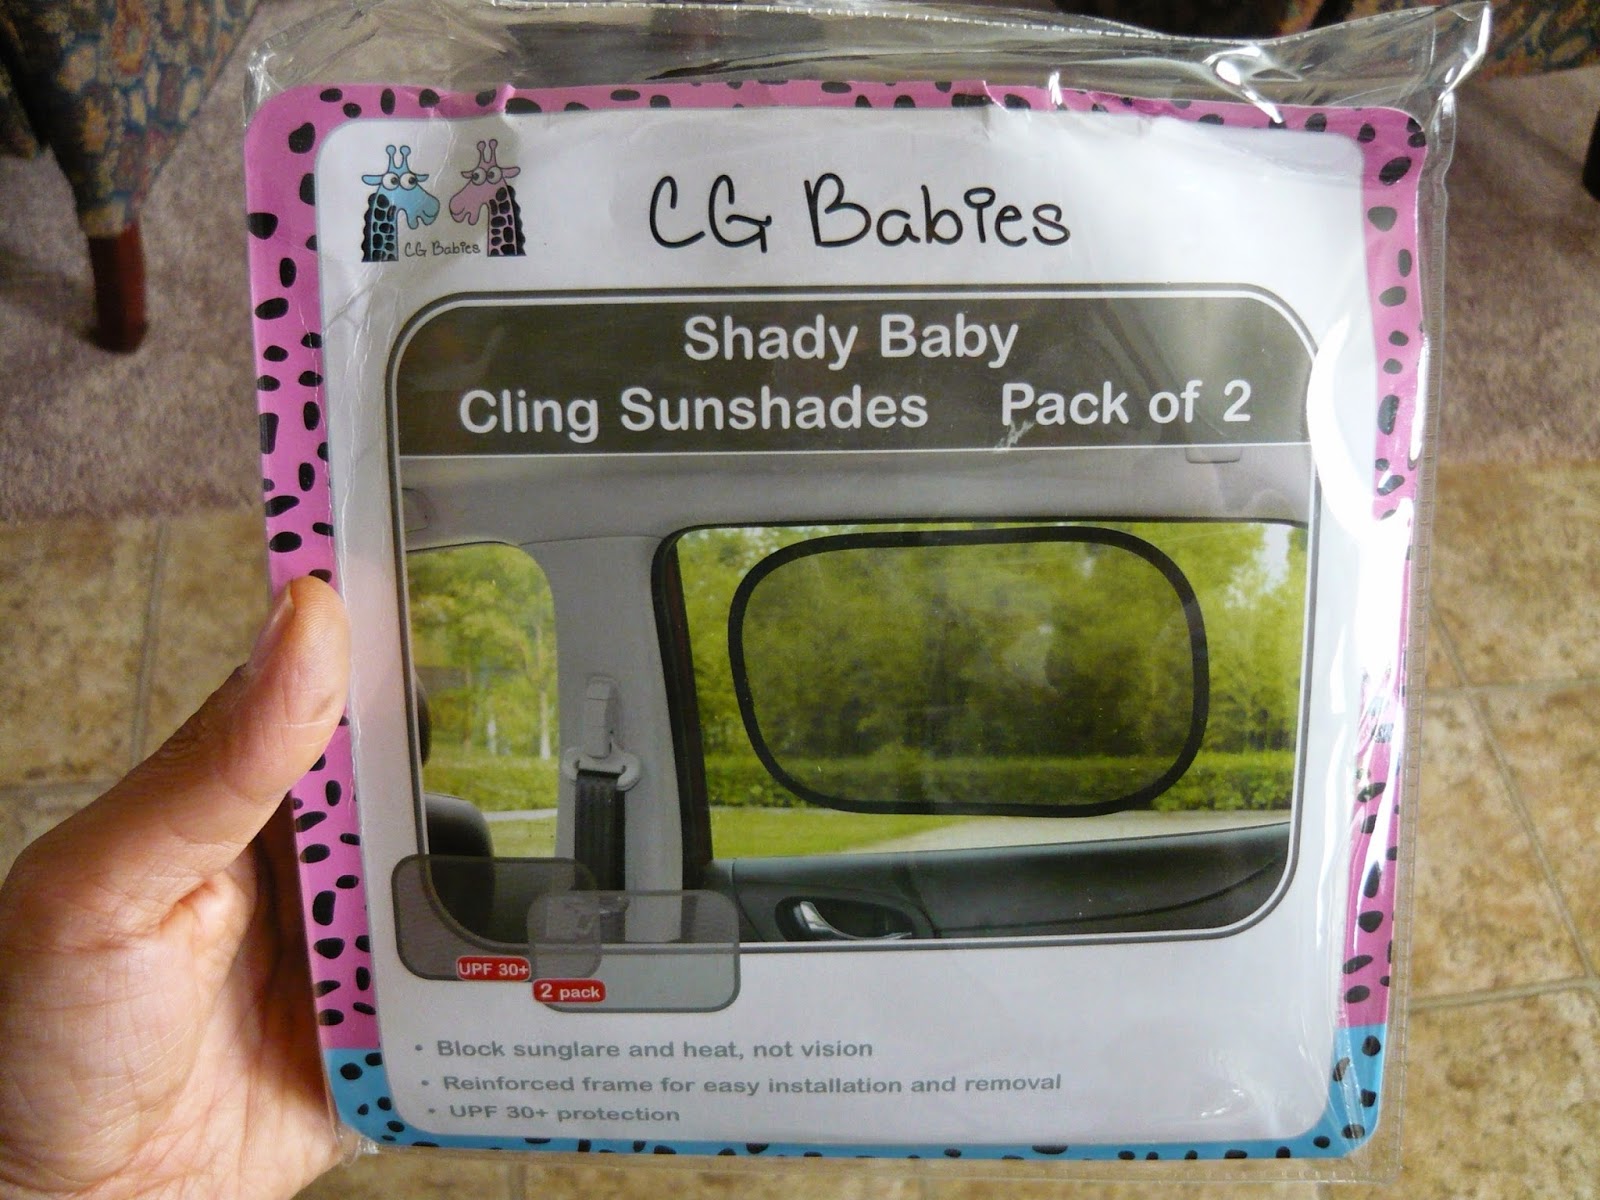 CG Babies
CG Babies
Shady Baby
Cling Sunshades Pack of 2
UPF 30+
2 pack
• Block sunglare and heat, not vision
• Reinforced frame for easy installation and removal
• UPF 30+ protection